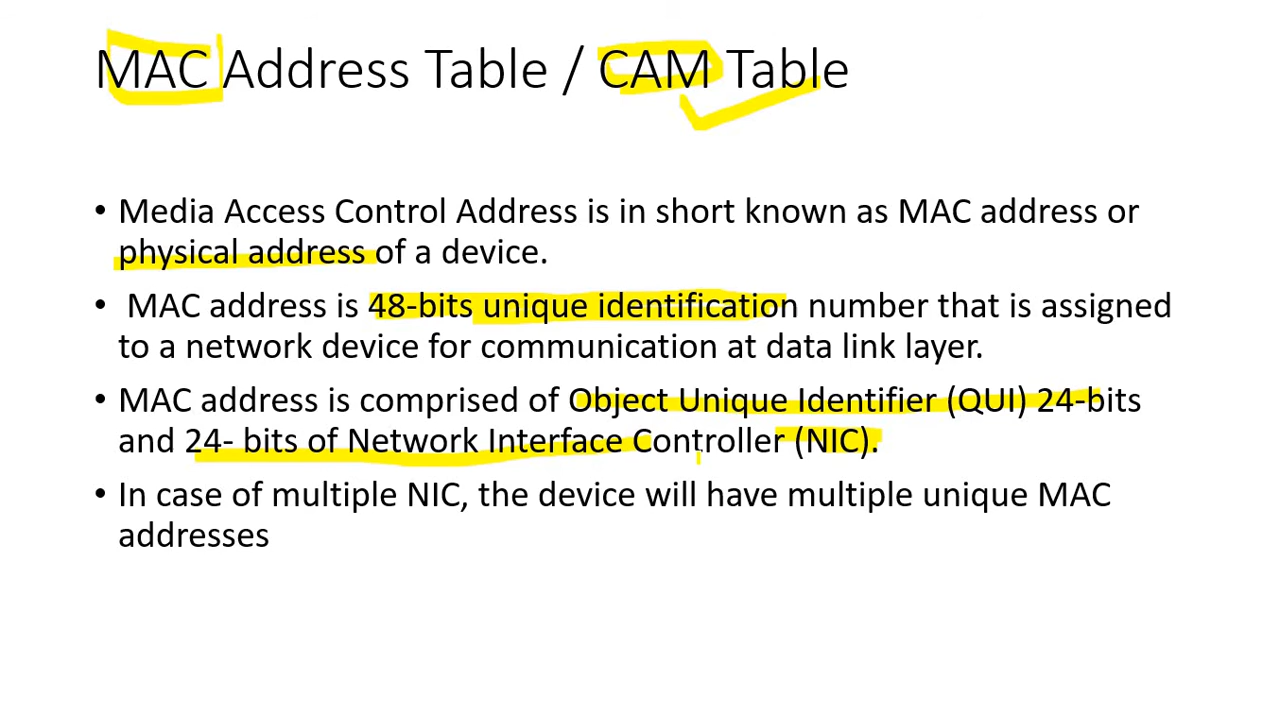 MAC Address Table / CAM Table
• Media Access Control Address is in short known as MAC address or
physical address of a device.
• MAC address is 48-bits unique identification number that is assigned
to a network device for communication at data link layer.
• MAC address is comprised of Object Unique Identifier (QUI) 24-bits
and 24- bits of Network Interface Controller (NIC).
• In case of multiple NIC, the device will have multiple unique MAC
addresses